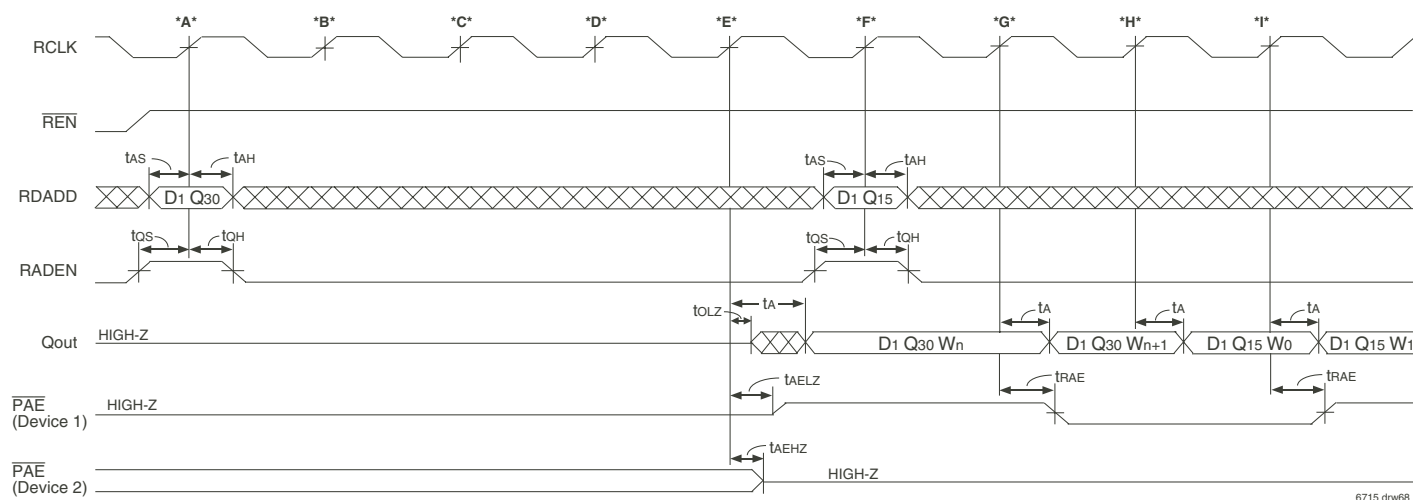 *A* *B* *C* *D* *E* *F* *G* *H* *I*
RCLK
REN
tAS tAH tAS tAH
RDADD D1 Q30 D1 Q15
tQS tQH tQS tQH
RADEN
tOLZ tA tA tA tA
Qout HIGH-Z D1 Q30 Wn D1 Q30 Wn+1 D1 Q15 W0 D1 Q15 W1
tAELZ tRAE tRAE
PAE HIGH-Z
(Device 1)
tAEHZ
PAE HIGH-Z
(Device 2)
6715 drw68